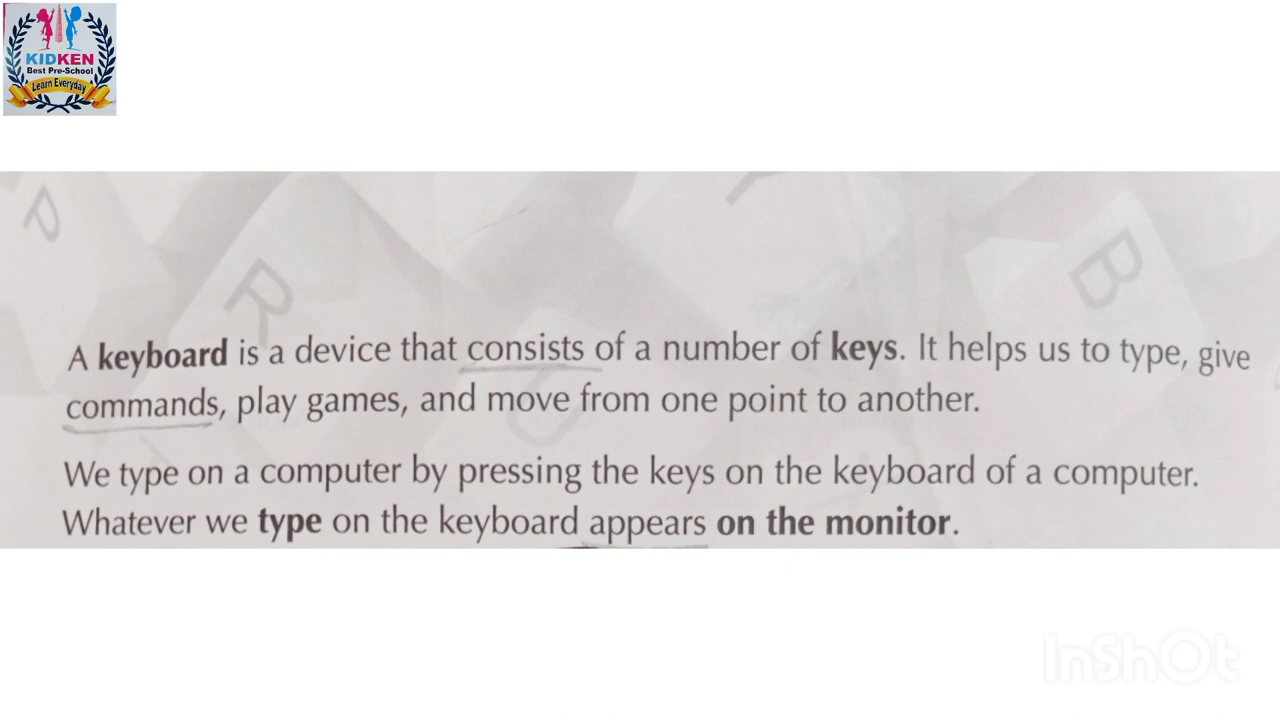 KIDKEN
Best Pre-School
Learn Everyday
P
R
B
A keyboard is a device that consists of a number of keys. It helps us to type, give
commands, play games, and move from one point to another.
U
We type on a computer by pressing the keys on the keyboard of a computer.
Whatever we type on the keyboard appears on the monitor.
InShOt